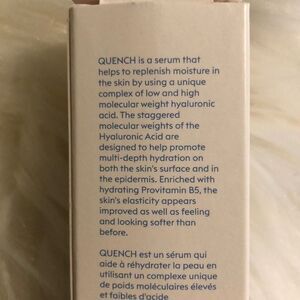 QUENCH is a serum that
helps to replenish moisture in
the skin by using a unique
complex of low and high
molecular weight hyaluronic
acid. The staggered
molecular weights of the
Hyaluronic Acid are
designed to help promote
multi-depth hydration on
both the skin's surface and in
the epidermis. Enriched with
hydrating Provitamin B5, the
skin's elasticity appears
improved as well as feeling
and looking softer than
before.
QUENCH est un sérum qui
aide à réhydrater la peau en
utilisant un complexe unique
de poids moléculaires élevés
et faibles d'acide